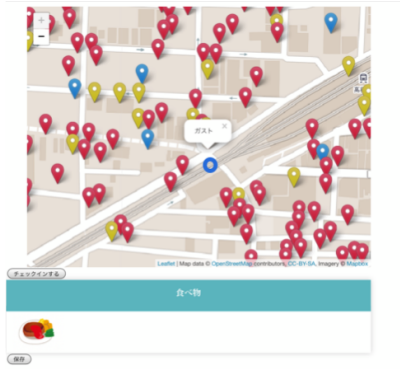 +
−
ガスト
×
Leaflet | Map data © OpenStreetMap contributors, CC-BY-SA, Imagery © Mapbox
チェックインする
食べ物
保存